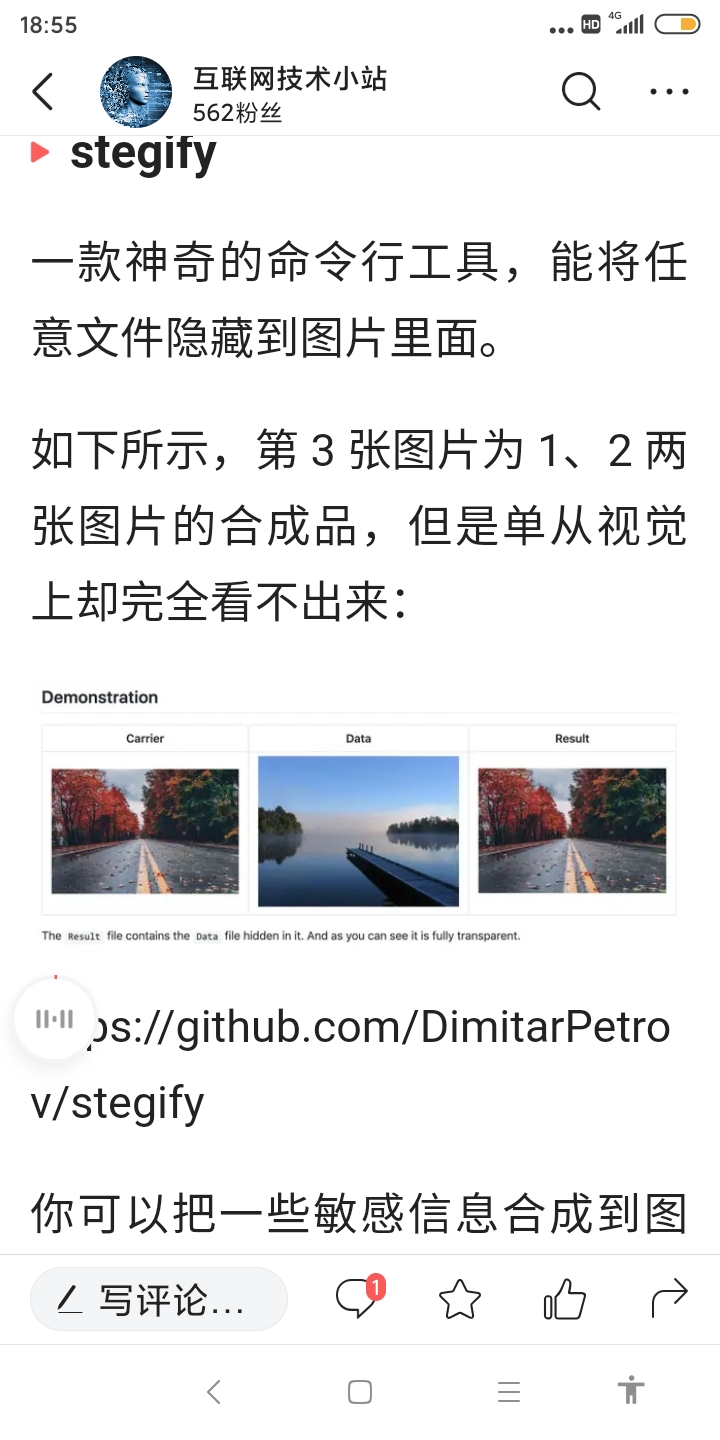 18:55
HD 4G
互联网技术小站
562粉丝
stegify
一款神奇的命令行工具，能将任
意文件隐藏到图片里面。
如下所示，第 3 张图片为 1、2 两
张图片的合成品，但是单从视觉
上却完全看不出来：
Demonstration
Carrier Data Result
The Result file contains the Data file hidden in it. And as you can see it is fully transparent.
ps://github.com/DimitarPetro
v/stegify
你可以把一些敏感信息合成到图
写评论... 1